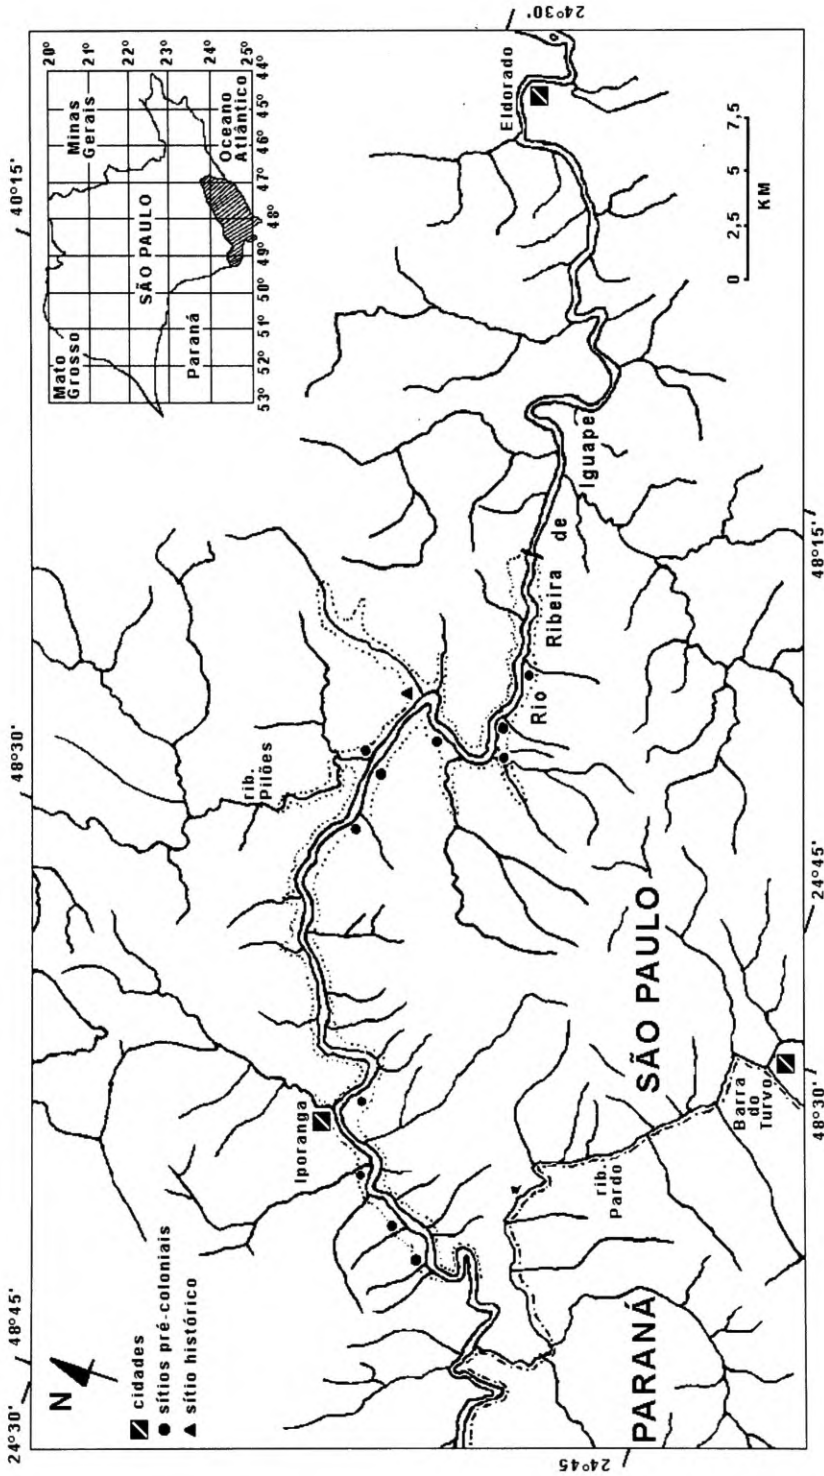 24°30'
48°45'
48°30'
40°15'
N
cidades
sítios pré-coloniais
sítio histórico
Mato
Grosso
Minas
Gerais
SÃO PAULO
Paraná
Oceano
Atlântico
20°
21°
22°
23°
24°
25°
53°
52°
51°
50°
49°
48°
47°
46°
45°
44°
Iporanga
rib.
Pilões
Eldorado
Rio
Ribeira
de
Iguape
0
2,5
5
7,5
KM
PARANÁ
SÃO PAULO
rib.
Pardo
Barra
do
Turvo
24°45
48°30'
24°45
48°15'
24°30'